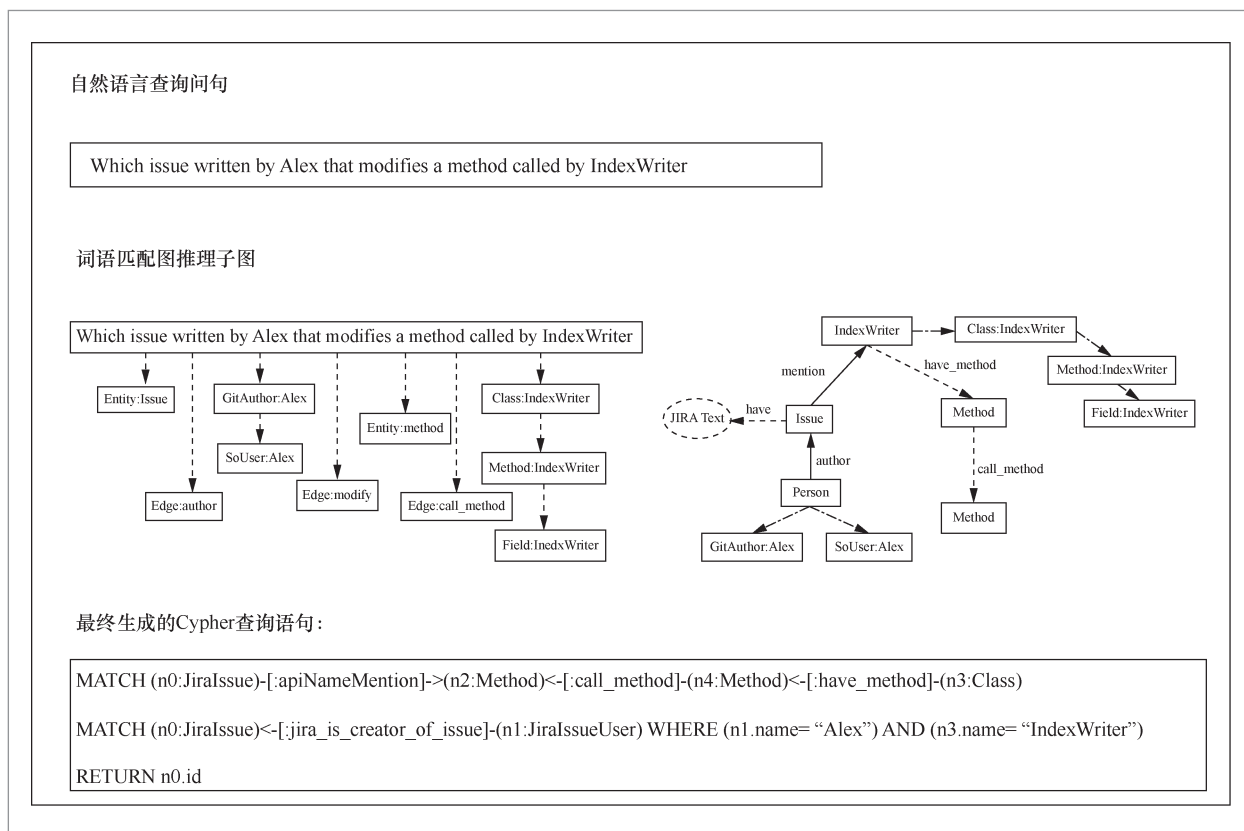 自然语言查询问句
Which issue written by Alex that modifies a method called by IndexWriter
词语匹配图推理子图
Which issue written by Alex that modifies a method called by IndexWriter
Entity:Issue
GitAuthor:Alex
Class:IndexWriter
Entity:method
SoUser:Alex
Method:IndexWriter
Edge:author
Edge:modify
Edge:call_method
Field:InedxWriter
IndexWriter
Class:IndexWriter
mention
have_method
Method:IndexWriter
JIRA Text
have
Issue
Method
Field:IndexWriter
author
call_method
Person
Method
GitAuthor:Alex
SoUser:Alex
最终生成的Cypher查询语句：
MATCH (n0:JiraIssue)-[:apiNameMention]->(n2:Method)<-[:call_method]-(n4:Method)<-[:have_method]-(n3:Class)
MATCH (n0:JiraIssue)<-[:jira_is_creator_of_issue]-(n1:JiraIssueUser) WHERE (n1.name= “Alex”) AND (n3.name= “IndexWriter”)
RETURN n0.id